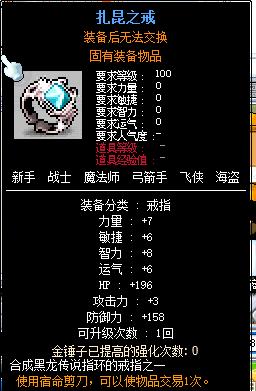 扎昆之戒
装备后无法交换
固有装备物品
要求等级： 100
要求力量： 0
要求敏捷： 0
要求智力： 0
要求运气： 0
要求人气度： -
道具等级： -
道具经验值： -
新手 战士 魔法师 弓箭手 飞侠 海盗
装备分类 : 戒指
力量 : +7
敏捷 : +6
智力 : +8
运气 : +6
HP : +196
攻击力 : +3
防御力 : +158
可升级次数 : 1回
金锤子已提高的强化次数: 0
合成黑龙传说指环的戒指之一
使用宿命剪刀，可以使物品交易1次。